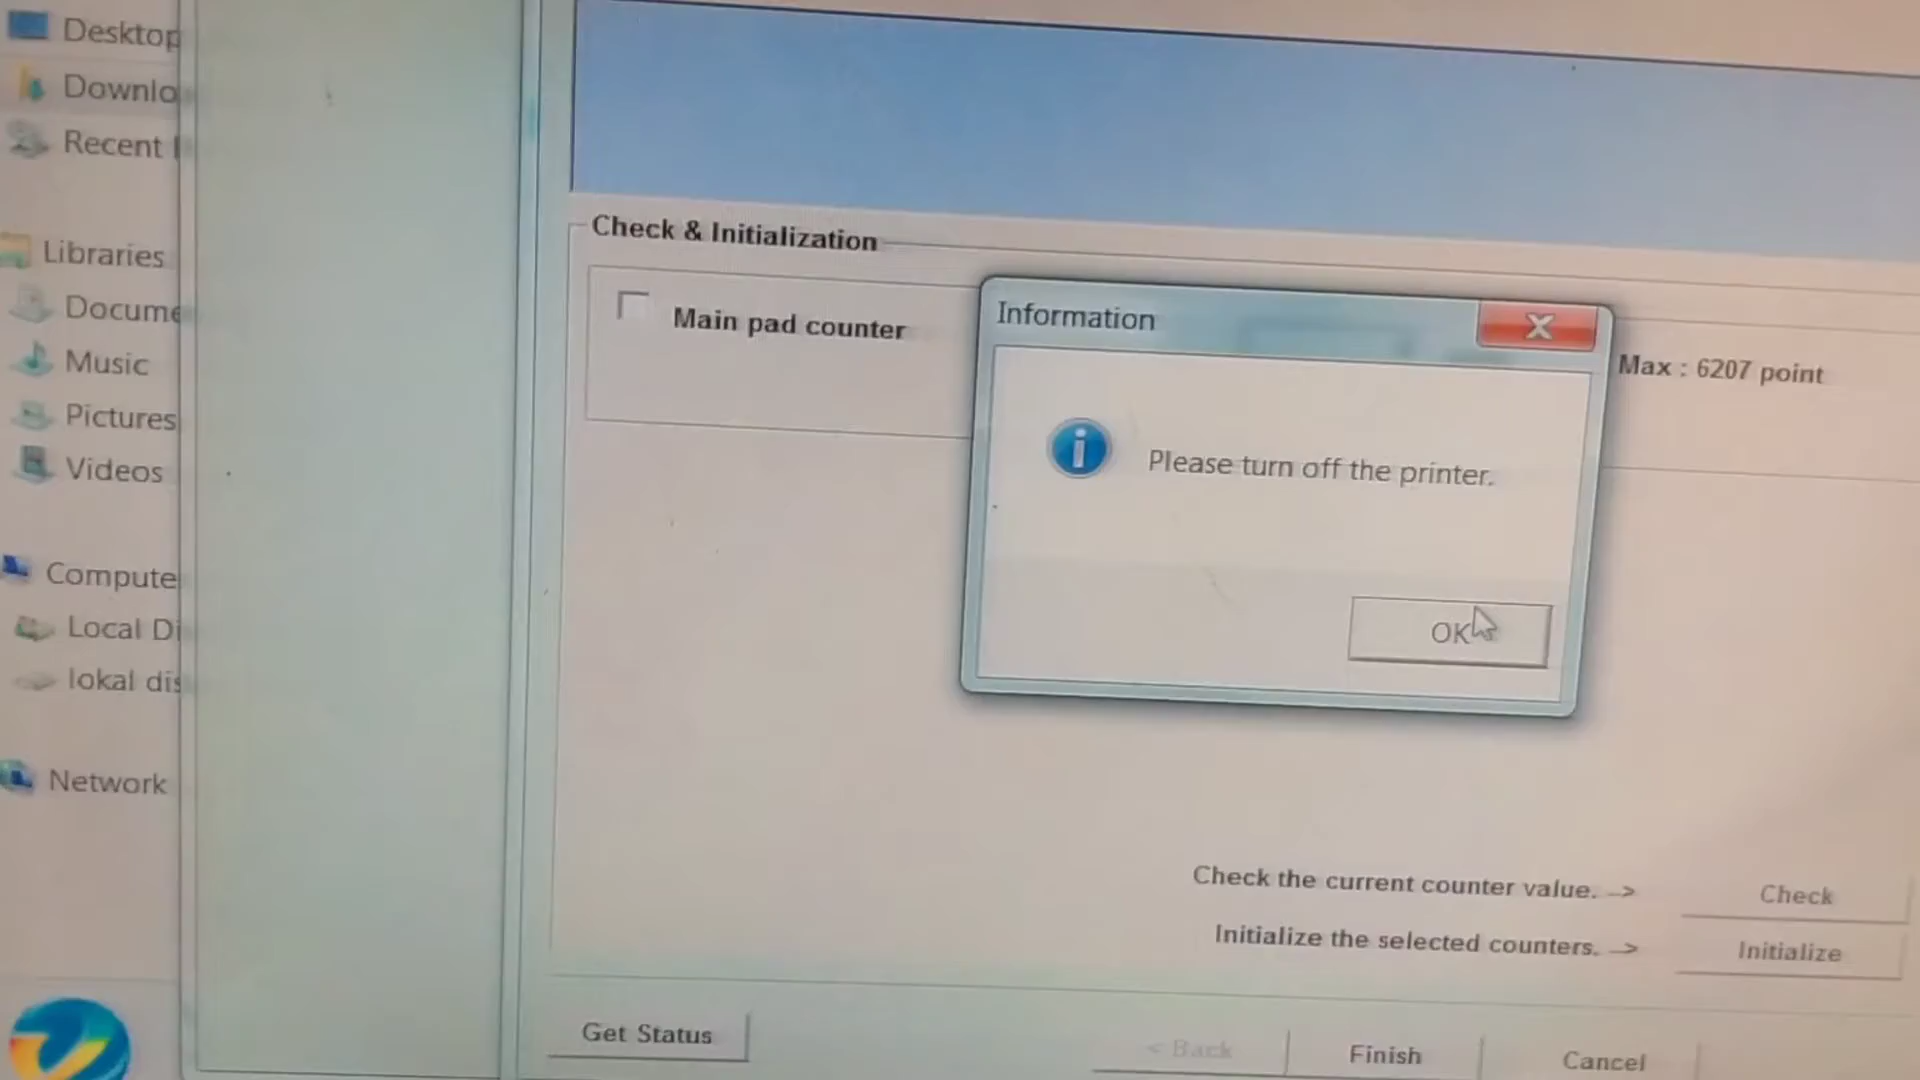 Desktop
Downlo
Recent
Libraries
Docume
Music
Pictures
Videos
Compute
Local Di
lokal dis
Network
Check & Initialization
Main pad counter
Max : 6207 point
Information
Please turn off the printer.
OK
Check the current counter value. -->
Check
Initialize the selected counters. -->
Initialize
Get Status
< Back
Finish
Cancel